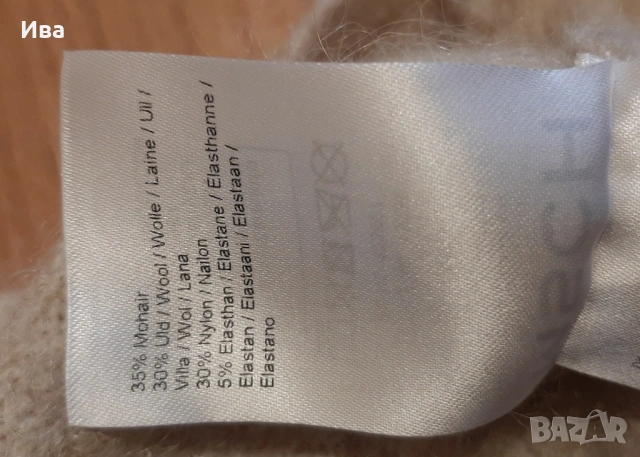 Ива
35% Mohair
30% Uld / Wool / Wolle / Laine / Ull /
Villa / Wol / Lana
30% Nylon / Nailon
5% Elasthan / Elastane / Elasthanne /
Elastan / Elastaani / Elastaan /
Elastano
BAZAR